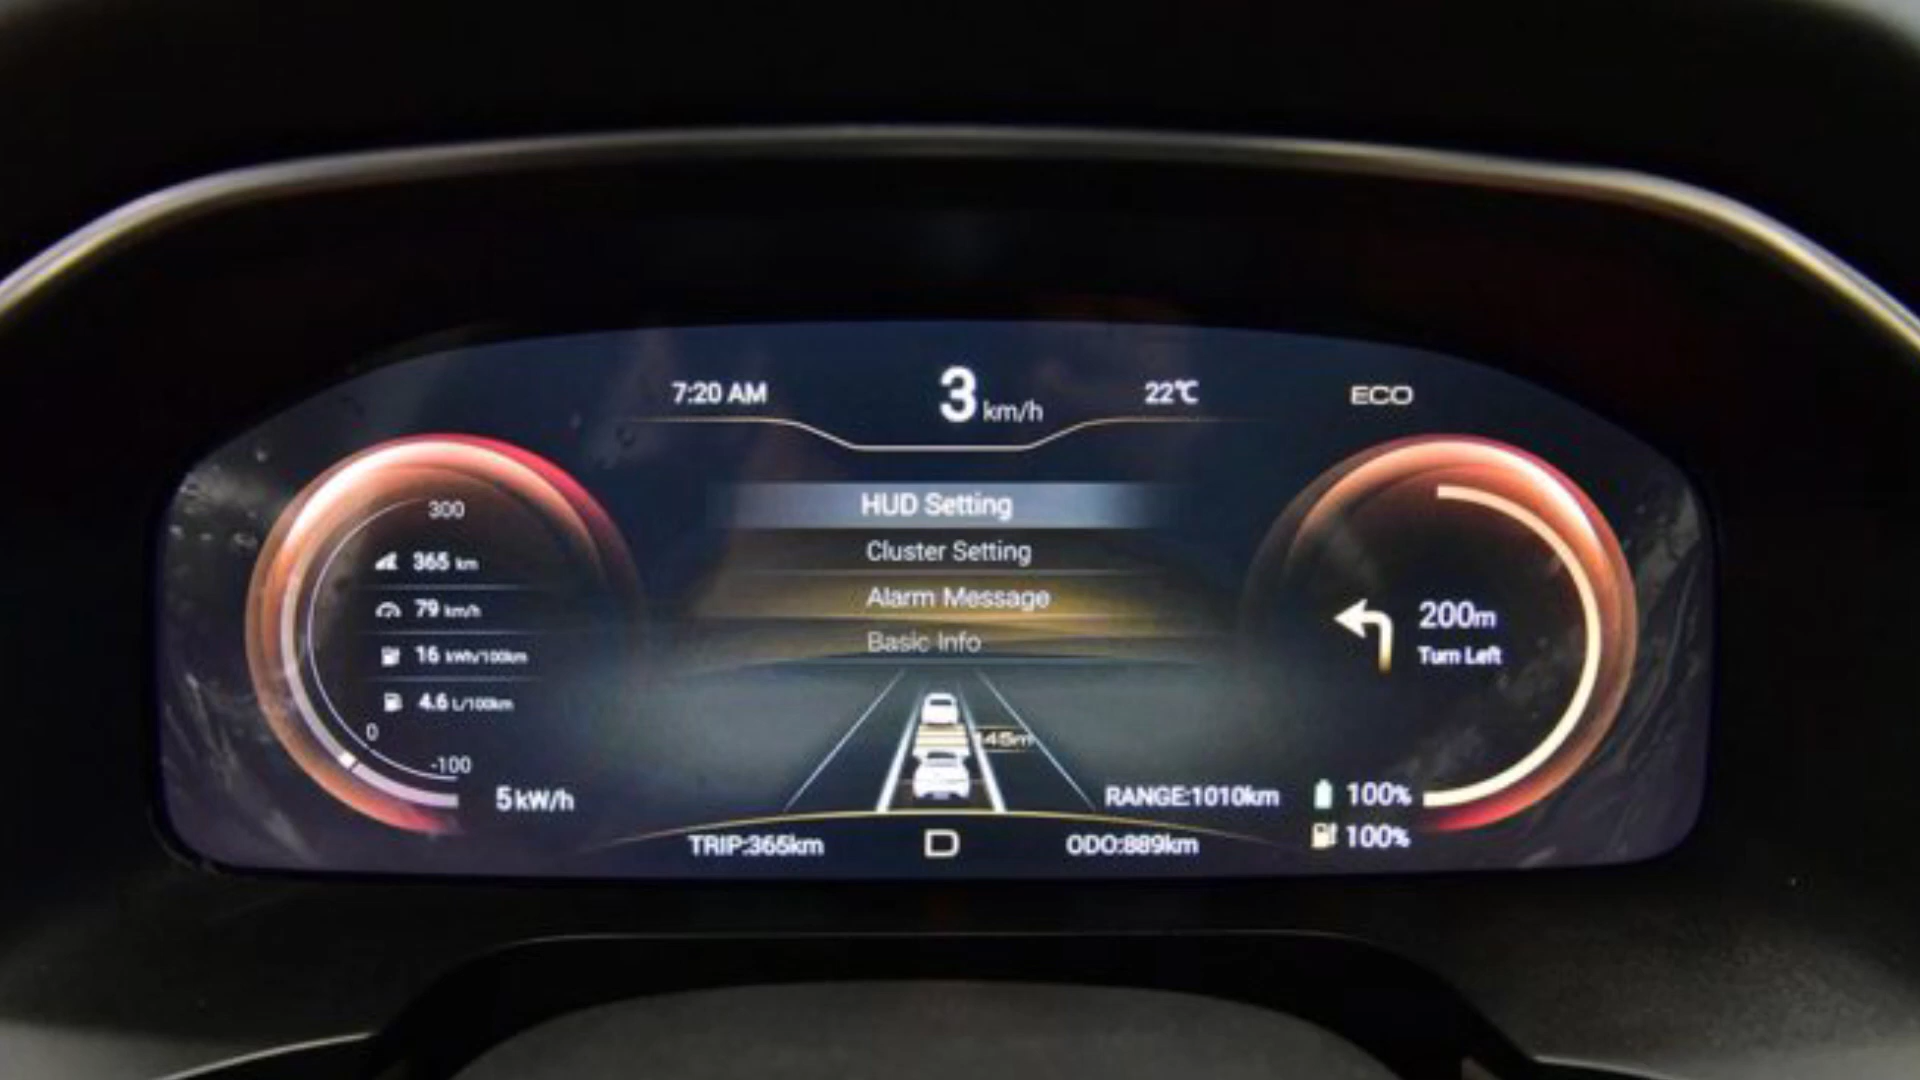 7:20 AM
3 km/h
22℃
ECO
HUD Setting
Cluster Setting
Alarm Message
Basic Info
300
365 km
79 km/h
16 kWh/100km
4.6 L/100km
0
-100
5 kW/h
200m
Turn Left
45m
RANGE:1010km
100%
TRIP:365km
D
ODO:889km
100%